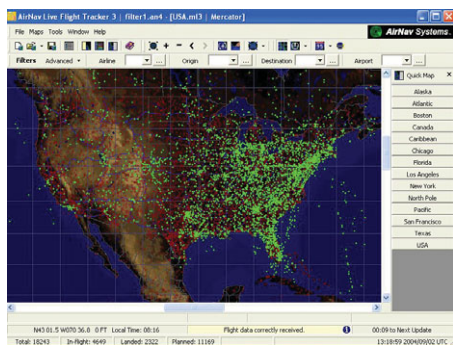 AirNav Live Flight Tracker 3 | filter1.an4 - [USA.ml3 | Mercator]
File Maps Tools Window Help
AirNav Systems.
Filters Advanced Airline ... Origin ... Destination ... Airport ...
Quick Map
Alaska
Atlantic
Boston
Canada
Caribbean
Chicago
Florida
Los Angeles
New York
North Pole
Pacific
San Francisco
Texas
USA
N43 01.5 W070 36.0 0 FT Local Time: 08:16 Flight data correctly received. 00:09 to Next Update
Total: 18243 In-flight: 4649 Landed: 2322 Planned: 11169 13:18:59 2004/09/02 UTC